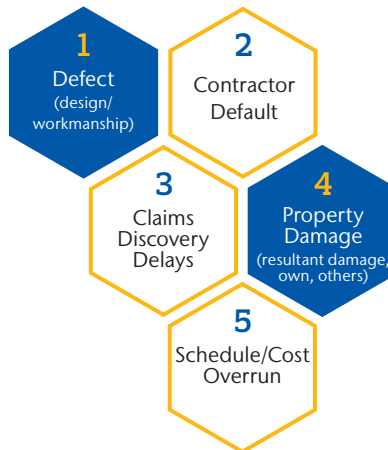 1
Defect
(design/
workmanship)
2
Contractor
Default
3
Claims
Discovery
Delays
4
Property
Damage
(resultant damage,
own, others)
5
Schedule/Cost
Overrun